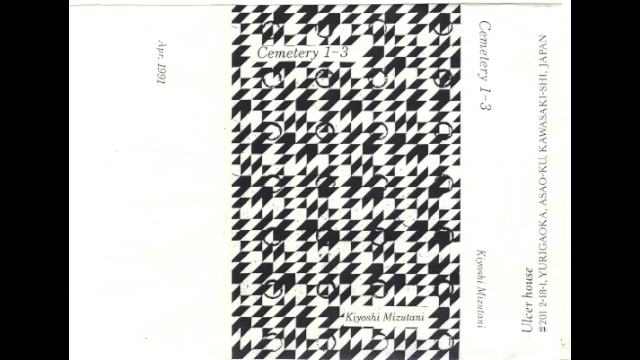 Apr. 1991
Cemetery 1-3
Kiyoshi Mizutani
Cemetery 1-3
Kiyoshi Mizutani
Ulcer house
#201 2-18-1, YURIGAOKA, ASAO-KU, KAWASAKI-SHI, JAPAN